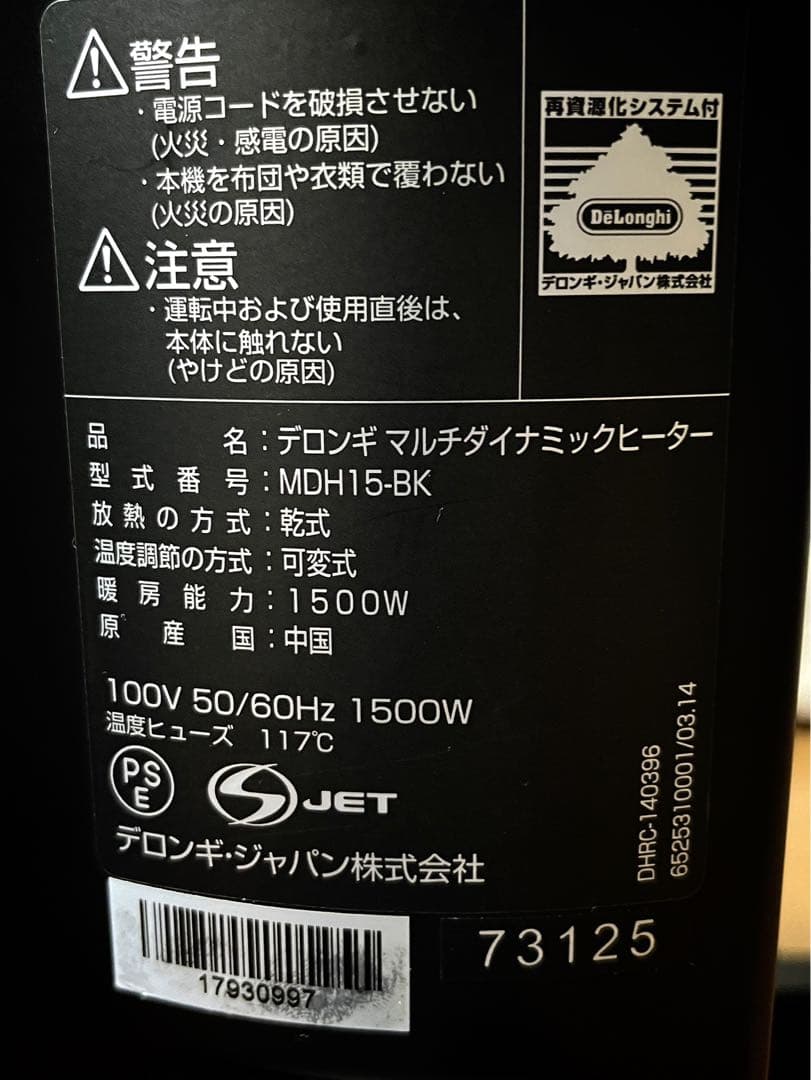 警告
・電源コードを破損させない
(火災・感電の原因)
・本機を布団や衣類で覆わない
(火災の原因)
注意
・運転中および使用直後は、
本体に触れない
(やけどの原因)
再資源化システム付
DeLonghi
デロンギ・ジャパン株式会社
品名：デロンギ マルチダイナミックヒーター
型式番号：MDH15-BK
放熱の方式：乾式
温度調節の方式：可変式
暖房能力：1500W
原産国：中国
100V 50/60Hz 1500W
温度ヒューズ 117℃
PSE
JET
デロンギ・ジャパン株式会社
DHRC-140396
6525310001/03.14
17930997
73125